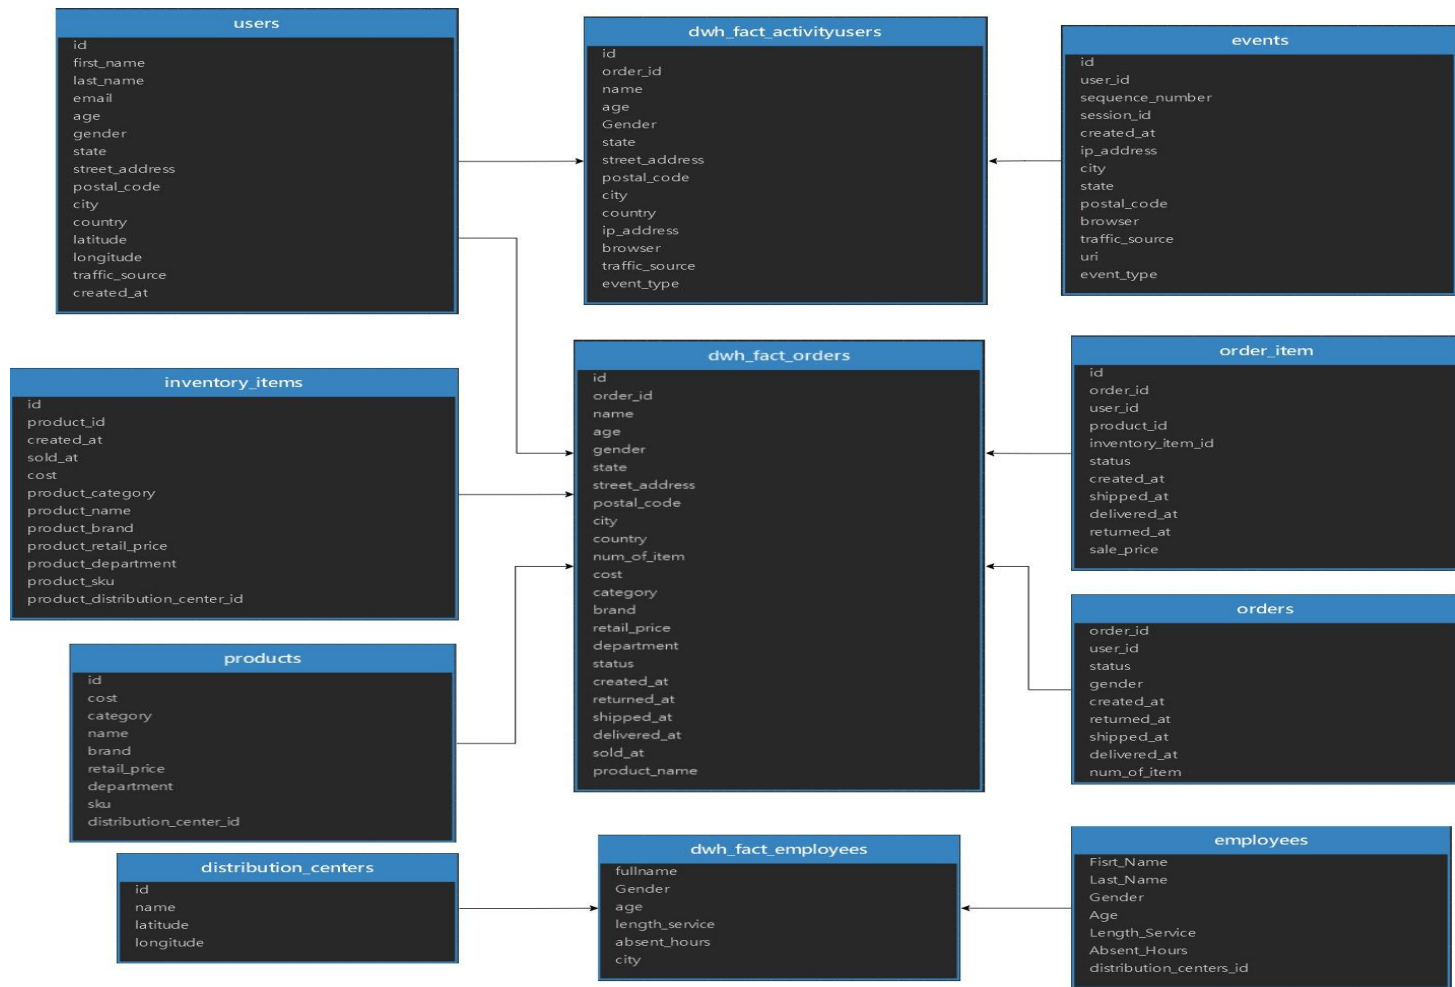 users
id
first_name
last_name
email
age
gender
state
street_address
postal_code
city
country
latitude
longitude
traffic_source
created_at
dwh_fact_activityusers
id
order_id
name
age
Gender
state
street_address
postal_code
city
country
ip_address
browser
traffic_source
event_type
events
id
user_id
sequence_number
session_id
created_at
ip_address
city
state
postal_code
browser
traffic_source
uri
event_type
inventory_items
id
product_id
created_at
sold_at
cost
product_category
product_name
product_brand
product_retail_price
product_department
product_sku
product_distribution_center_id
dwh_fact_orders
id
order_id
name
age
gender
state
street_address
postal_code
city
country
num_of_item
cost
category
brand
retail_price
department
status
created_at
returned_at
shipped_at
delivered_at
sold_at
product_name
order_item
id
order_id
user_id
product_id
inventory_item_id
status
created_at
shipped_at
delivered_at
returned_at
sale_price
products
id
cost
category
name
brand
retail_price
department
sku
distribution_center_id
orders
order_id
user_id
status
gender
created_at
returned_at
shipped_at
delivered_at
num_of_item
distribution_centers
id
name
latitude
longitude
dwh_fact_employees
fullname
Gender
age
length_service
absent_hours
city
employees
Fisrt_Name
Last_Name
Gender
Age
Length_Service
Absent_Hours
distribution_centers_id